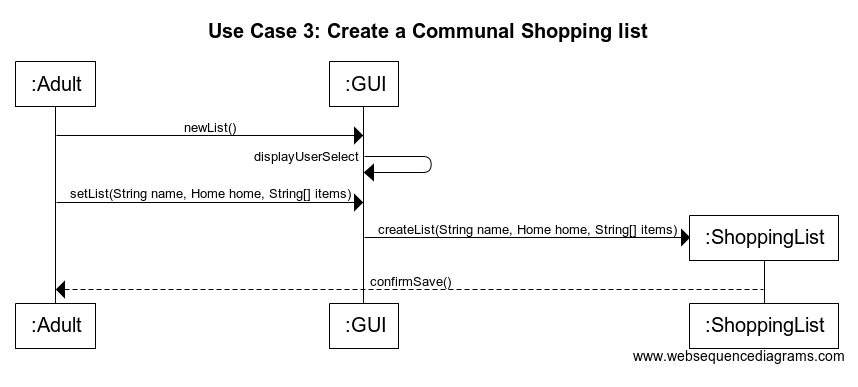 Use Case 3: Create a Communal Shopping list
:Adult
:GUI
newList()
displayUserSelect
setList(String name, Home home, String[] items)
createList(String name, Home home, String[] items)
:ShoppingList
confirmSave()
:Adult
:GUI
:ShoppingList
www.websequencediagrams.com